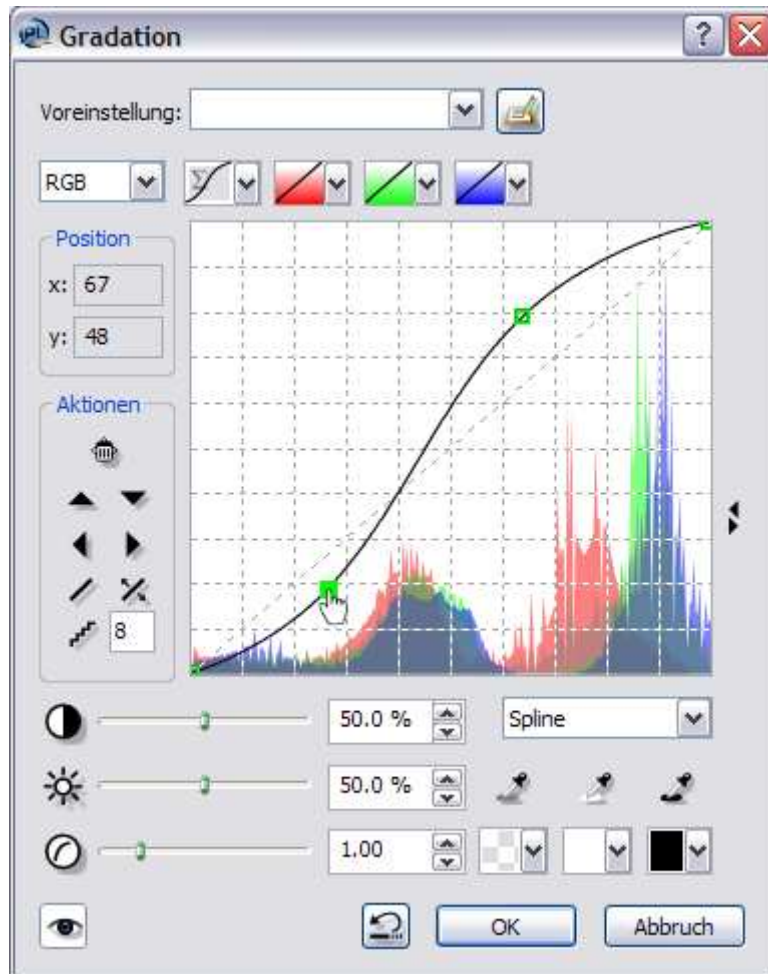 Gradation
Voreinstellung:
RGB
Position
x: 67
y: 48
Aktionen
8
50.0 %
Spline
50.0 %
1.00
OK
Abbruch